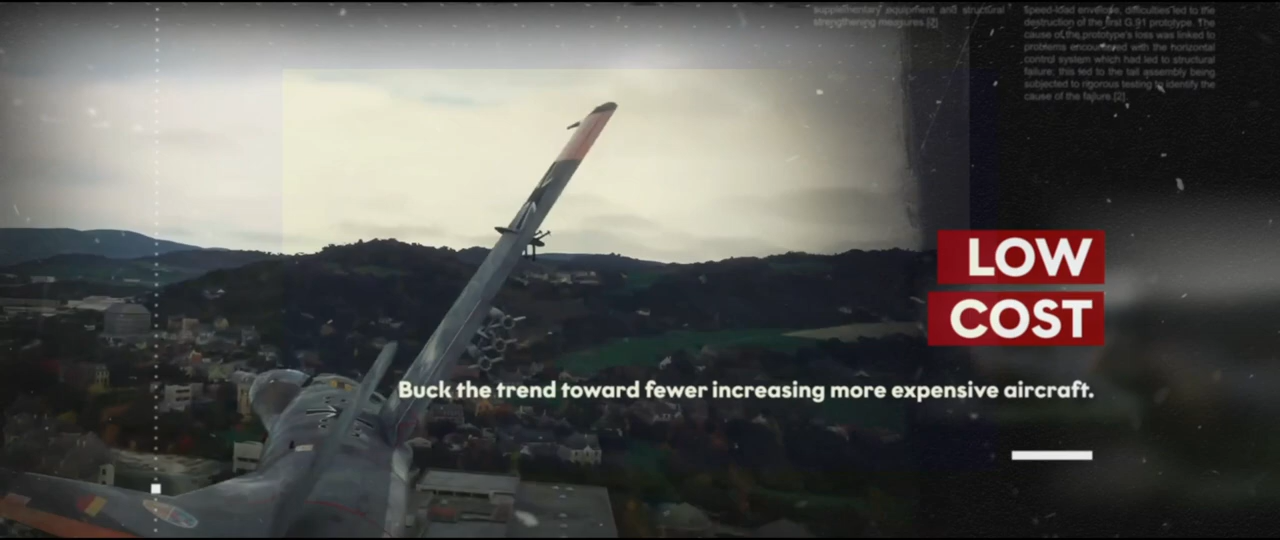 supplementary equipment and structural
strengthening measures.[2]
Speed-load envelope, difficulties led to the
destruction of the first G.91 prototype. The
cause of the prototype's loss was linked to
problems encountered with the horizontal
control system which had led to structural
failure; this led to the tail assembly being
subjected to rigorous testing to identify the
cause of the failure.[2]
LOW
COST
Buck the trend toward fewer increasing more expensive aircraft.